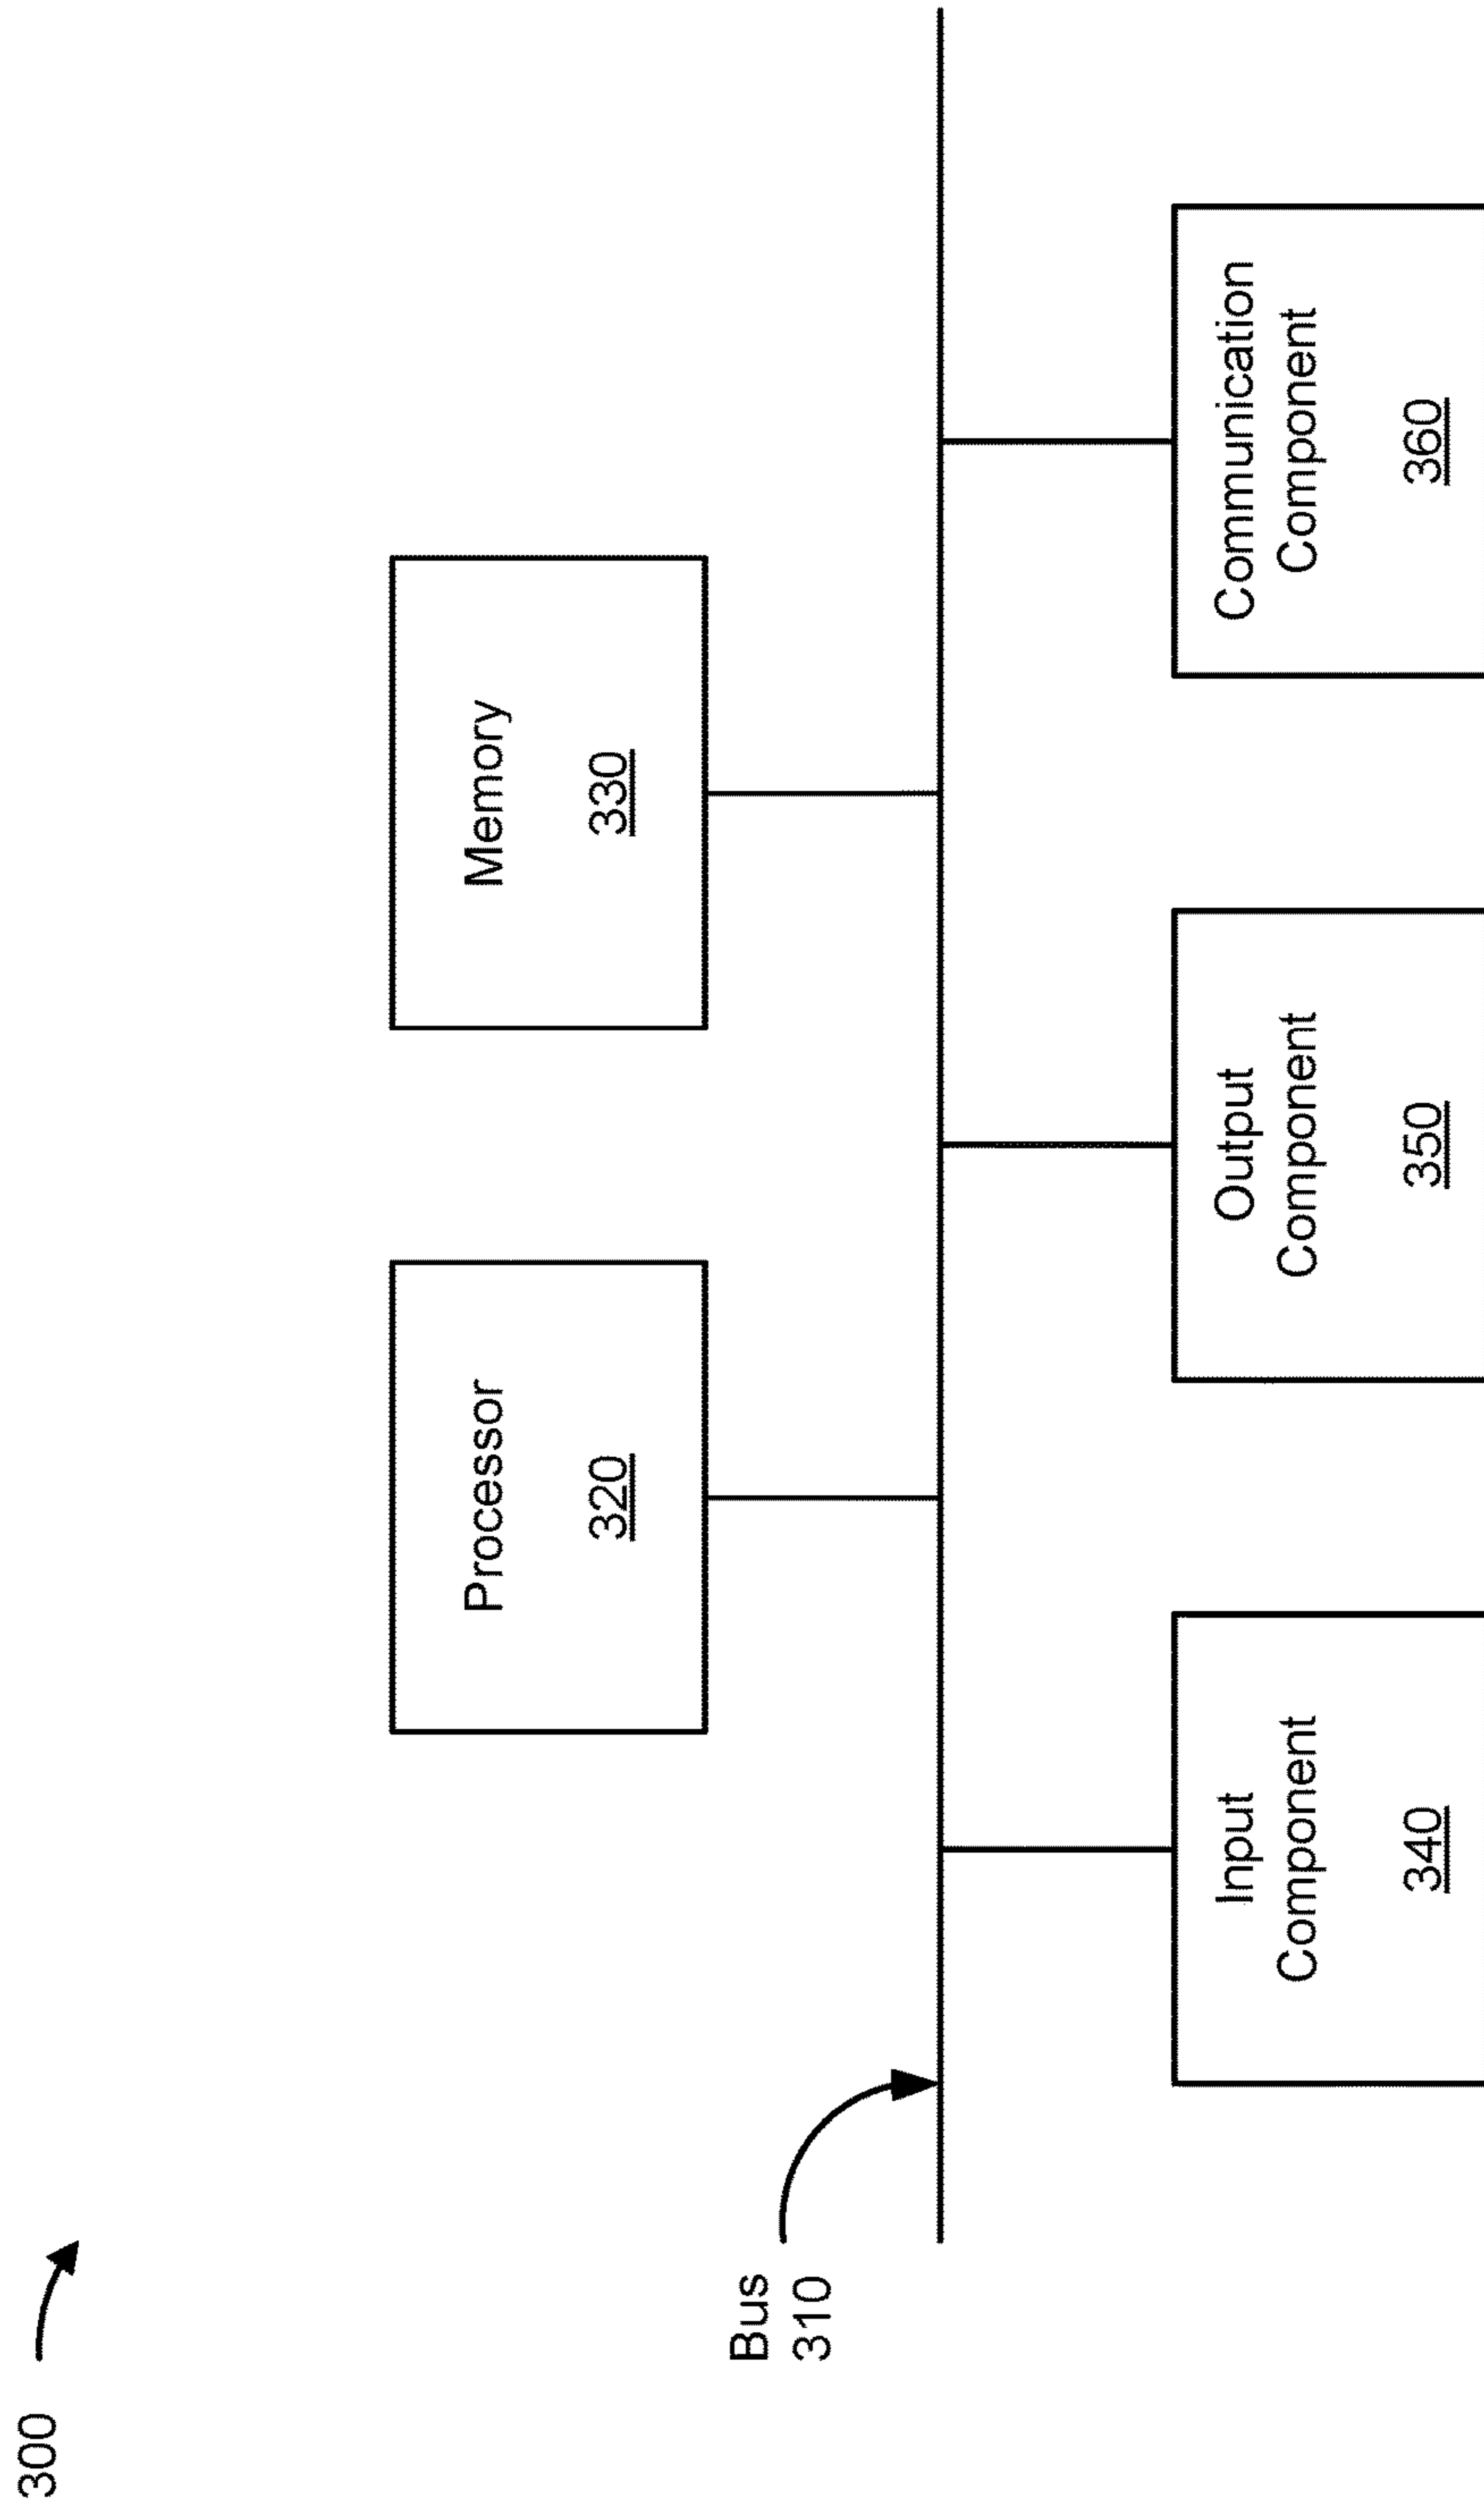 300
Processor
320
Memory
330
Bus
310
Input
Component
340
Output
Component
350
Communication
Component
360